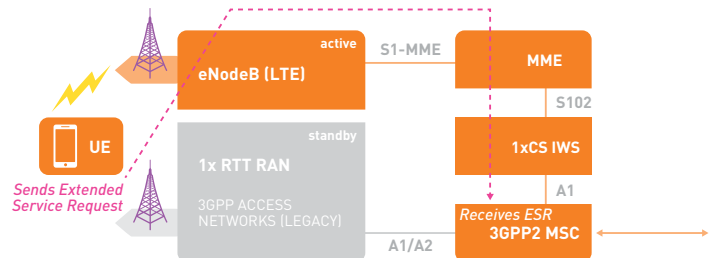 active
eNodeB (LTE)
S1-MME
MME
S102
UE
standby
1x RTT RAN
1xCS IWS
Sends Extended
Service Request
3GPP ACCESS
NETWORKS (LEGACY)
A1
Receives ESR
3GPP2 MSC
A1/A2